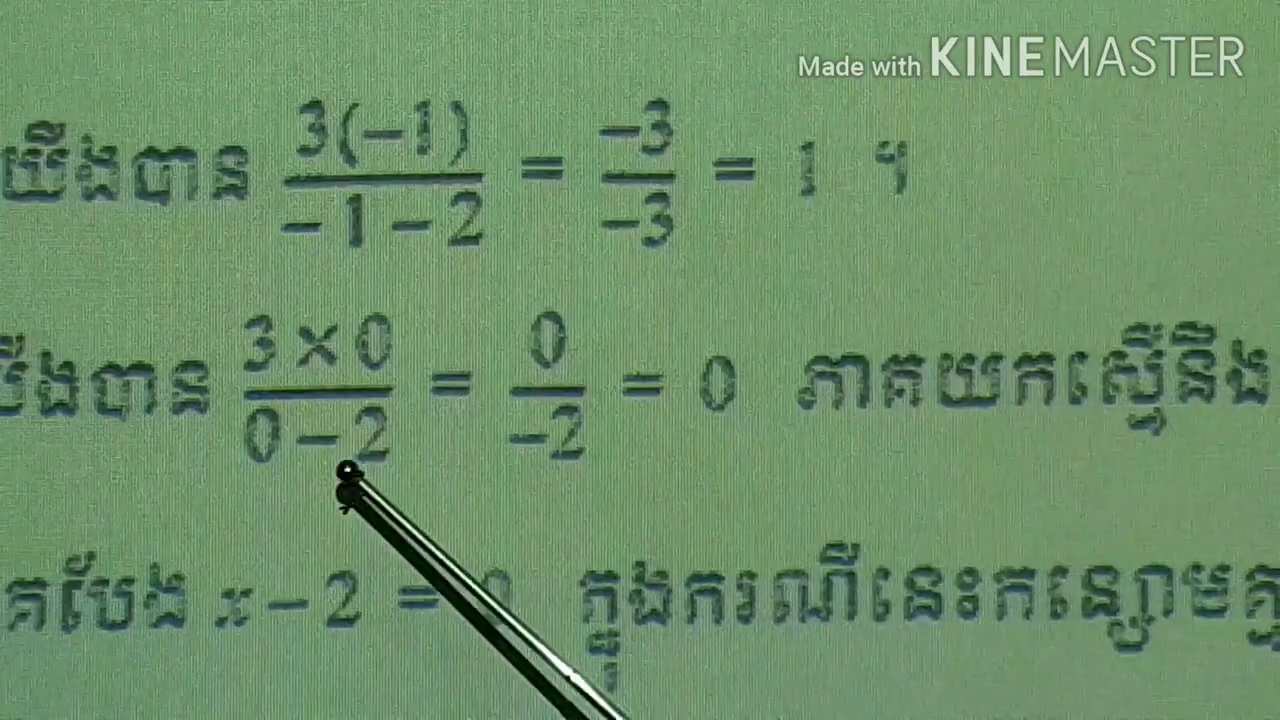 Made with KINEMASTER
យើងបាន 3(−1)/−1−2 = −3/−3 = 1 ។
យើងបាន 3×0/0−2 = 0/−2 = 0 ភាគយកស្មើនឹង
គបែង x−2 = 0 ក្នុងករណីនេះកន្សោមគ្ម